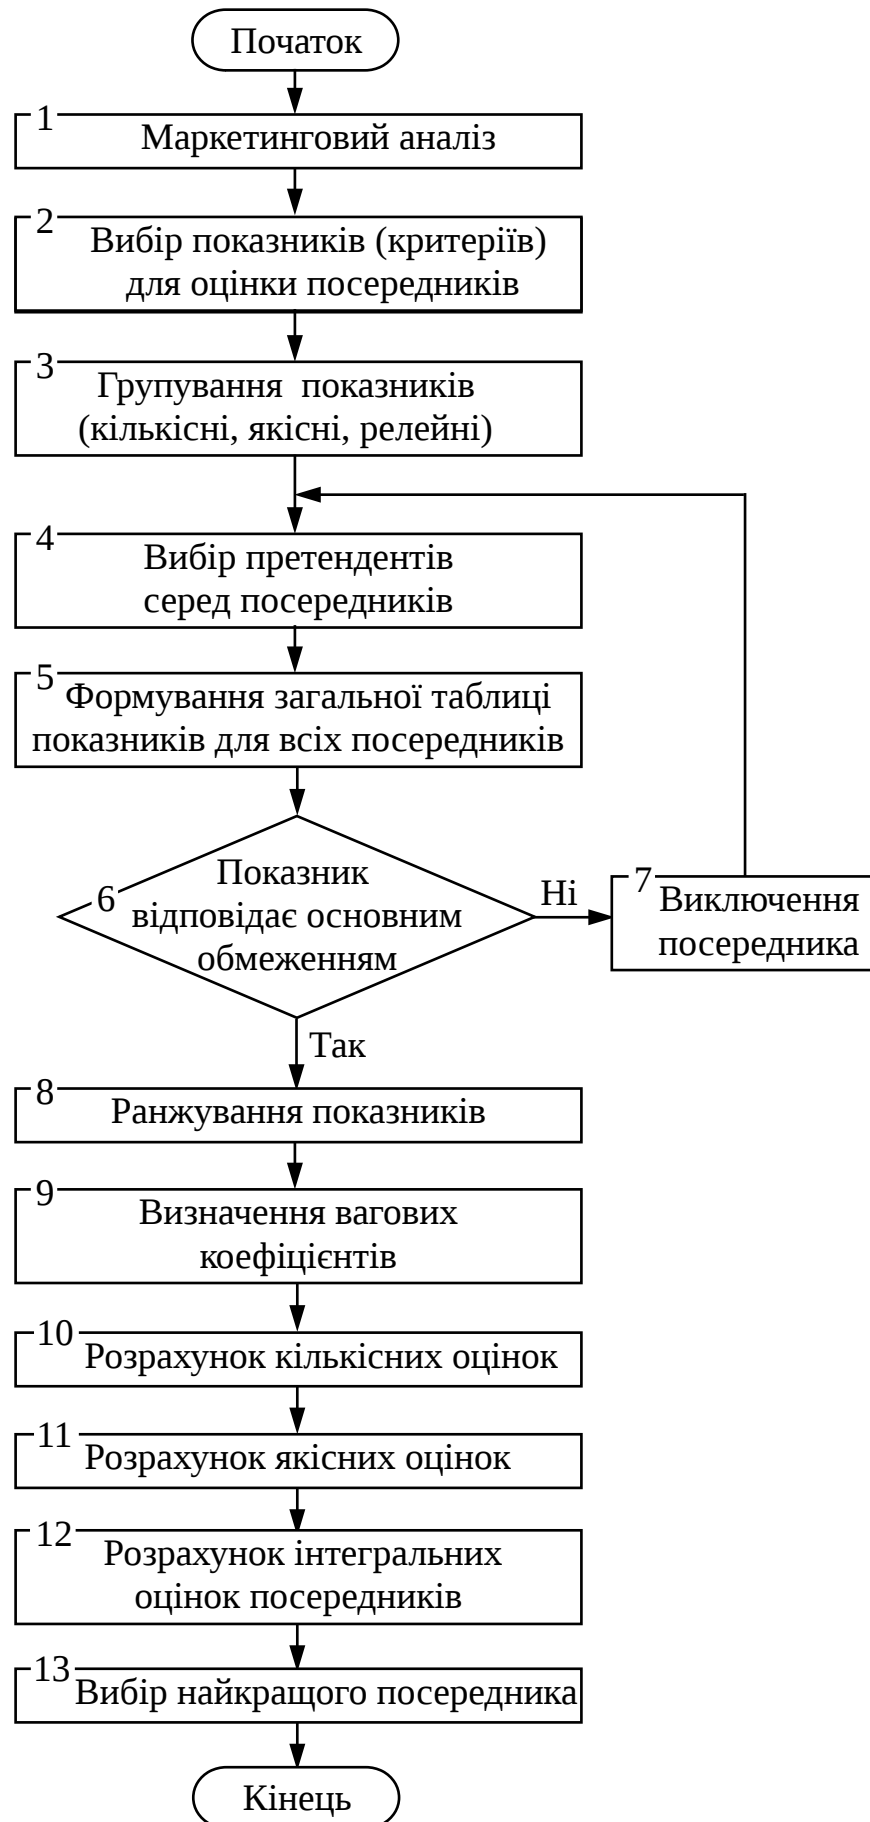 Початок
1
Маркетинговий аналіз
2
Вибір показників (критеріїв)
для оцінки посередників
3
Групування показників
(кількісні, якісні, релейні)
4
Вибір претендентів
серед посередників
5
Формування загальної таблиці
показників для всіх посередників
6
Показник
відповідає основним
обмеженням
Ні
7
Виключення
посередника
Так
8
Ранжування показників
9
Визначення вагових
коефіцієнтів
10
Розрахунок кількісних оцінок
11
Розрахунок якісних оцінок
12
Розрахунок інтегральних
оцінок посередників
13
Вибір найкращого посередника
Кінець